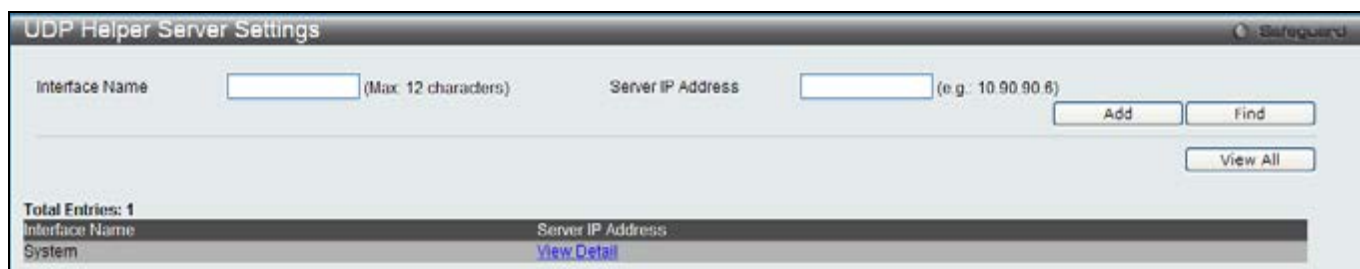 UDP Helper Server Settings
Safeguard
Interface Name (Max: 12 characters) Server IP Address (e.g.: 10.90.90.6)
Add Find
View All
Total Entries: 1
Interface Name Server IP Address
System View Detail